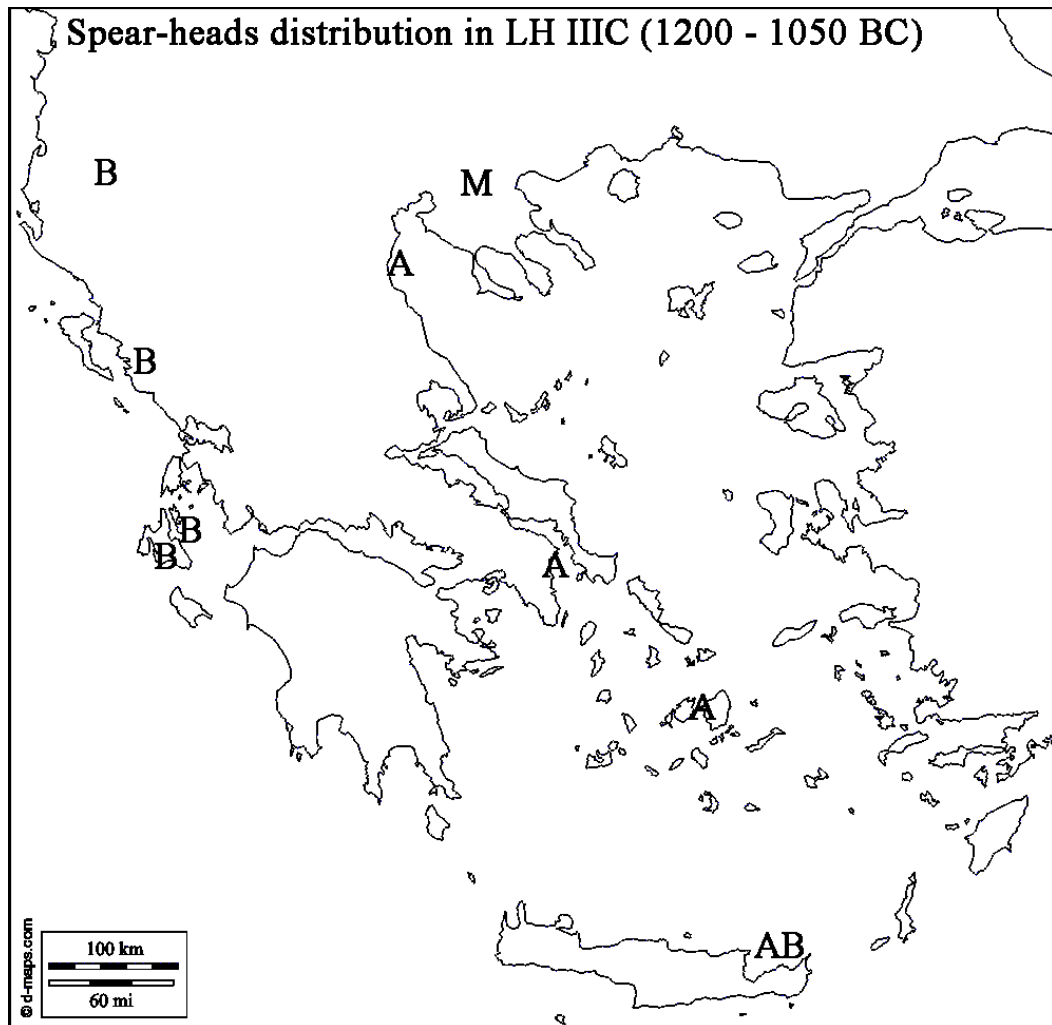 Spear-heads distribution in LH IIIC (1200 - 1050 BC)
B
M
A
B
B
B
A
A
AB
100 km
60 mi
© d-maps.com